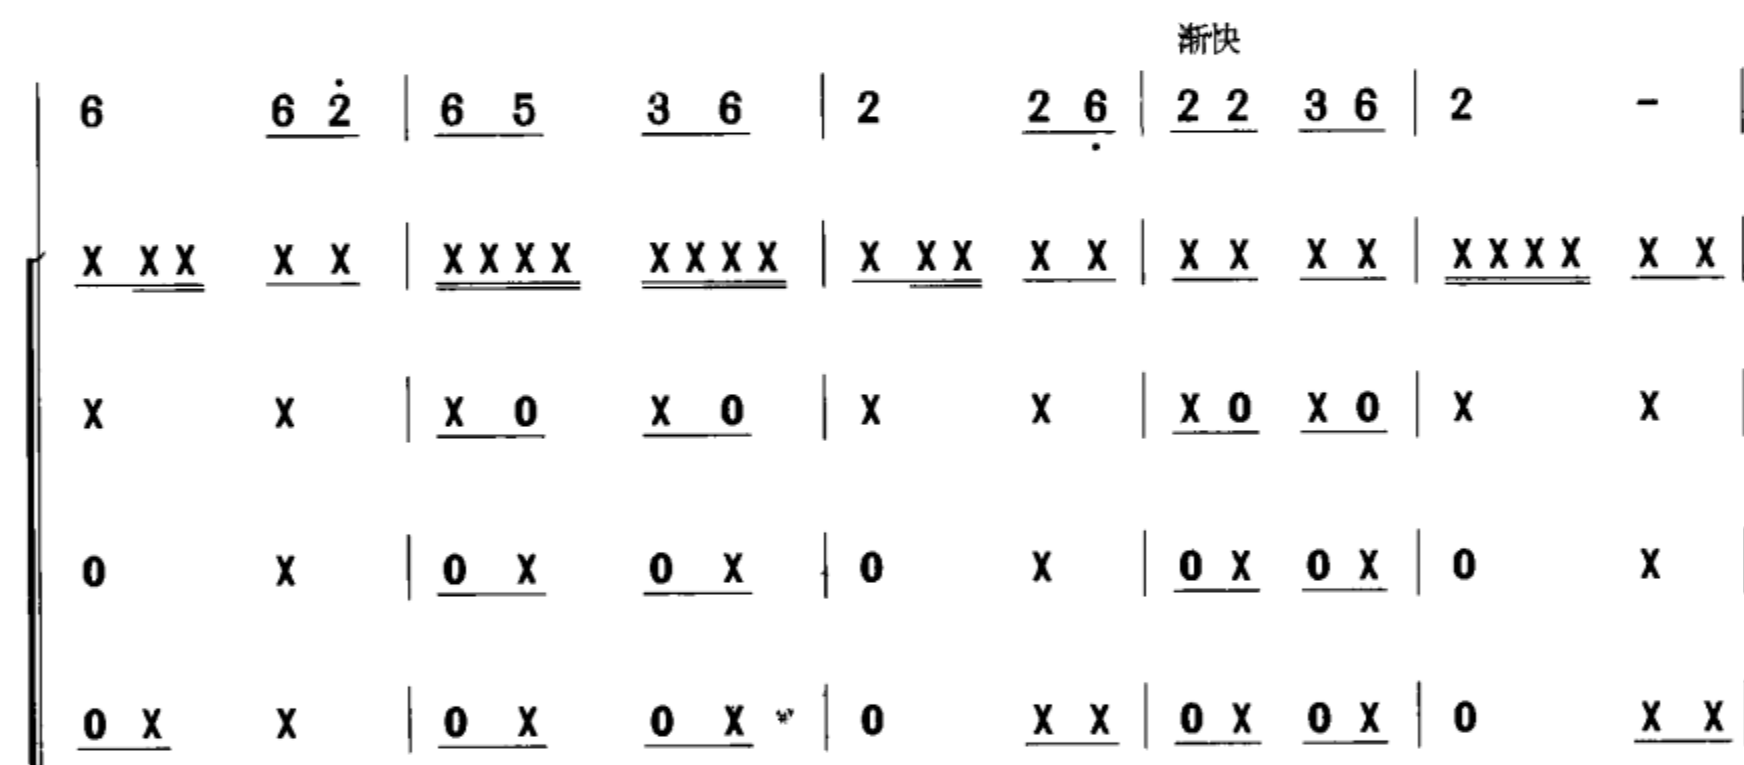 渐快
6 6 2̇ | 6 5 3 6 | 2 2 6̣ | 2 2 3 6 | 2 - |
X X X X X | X X X X X X X X | X X X X X | X X X X | X X X X X X |
X X | X 0 X 0 | X X | X 0 X 0 | X X |
0 X | 0 X 0 X | 0 X | 0 X 0 X | 0 X |
0 X X | 0 X 0 X | 0 X X | 0 X 0 X | 0 X X |